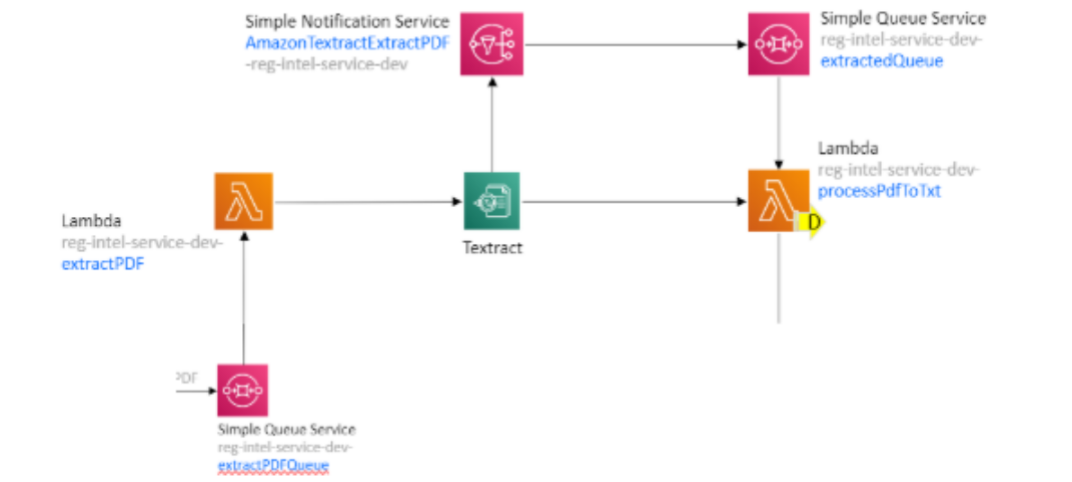 Simple Notification Service
AmazonTextractExtractPDF
-reg-intel-service-dev
Simple Queue Service
reg-intel-service-dev-
extractedQueue
Lambda
reg-intel-service-dev-
processPdfToTxt
D
Lambda
reg-intel-service-dev-
extractPDF
Textract
PDF
Simple Queue Service
reg-intel-service-dev-
extractPDFQueue